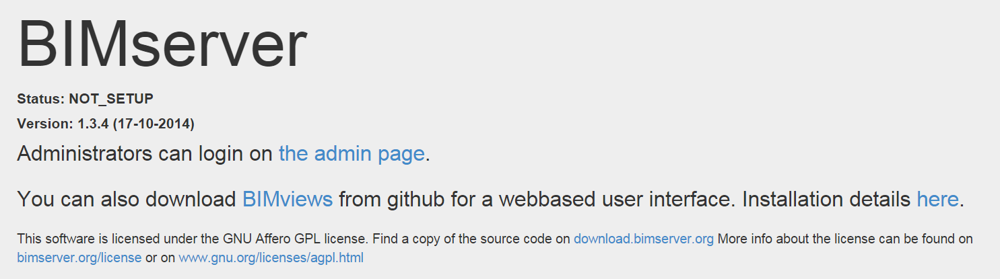 BIMserver
Status: NOT_SETUP
Version: 1.3.4 (17-10-2014)
Administrators can login on the admin page.
You can also download BIMviews from github for a webbased user interface. Installation details here.
This software is licensed under the GNU Affero GPL license. Find a copy of the source code on download.bimserver.org More info about the license can be found on
bimserver.org/license or on www.gnu.org/licenses/agpl.html